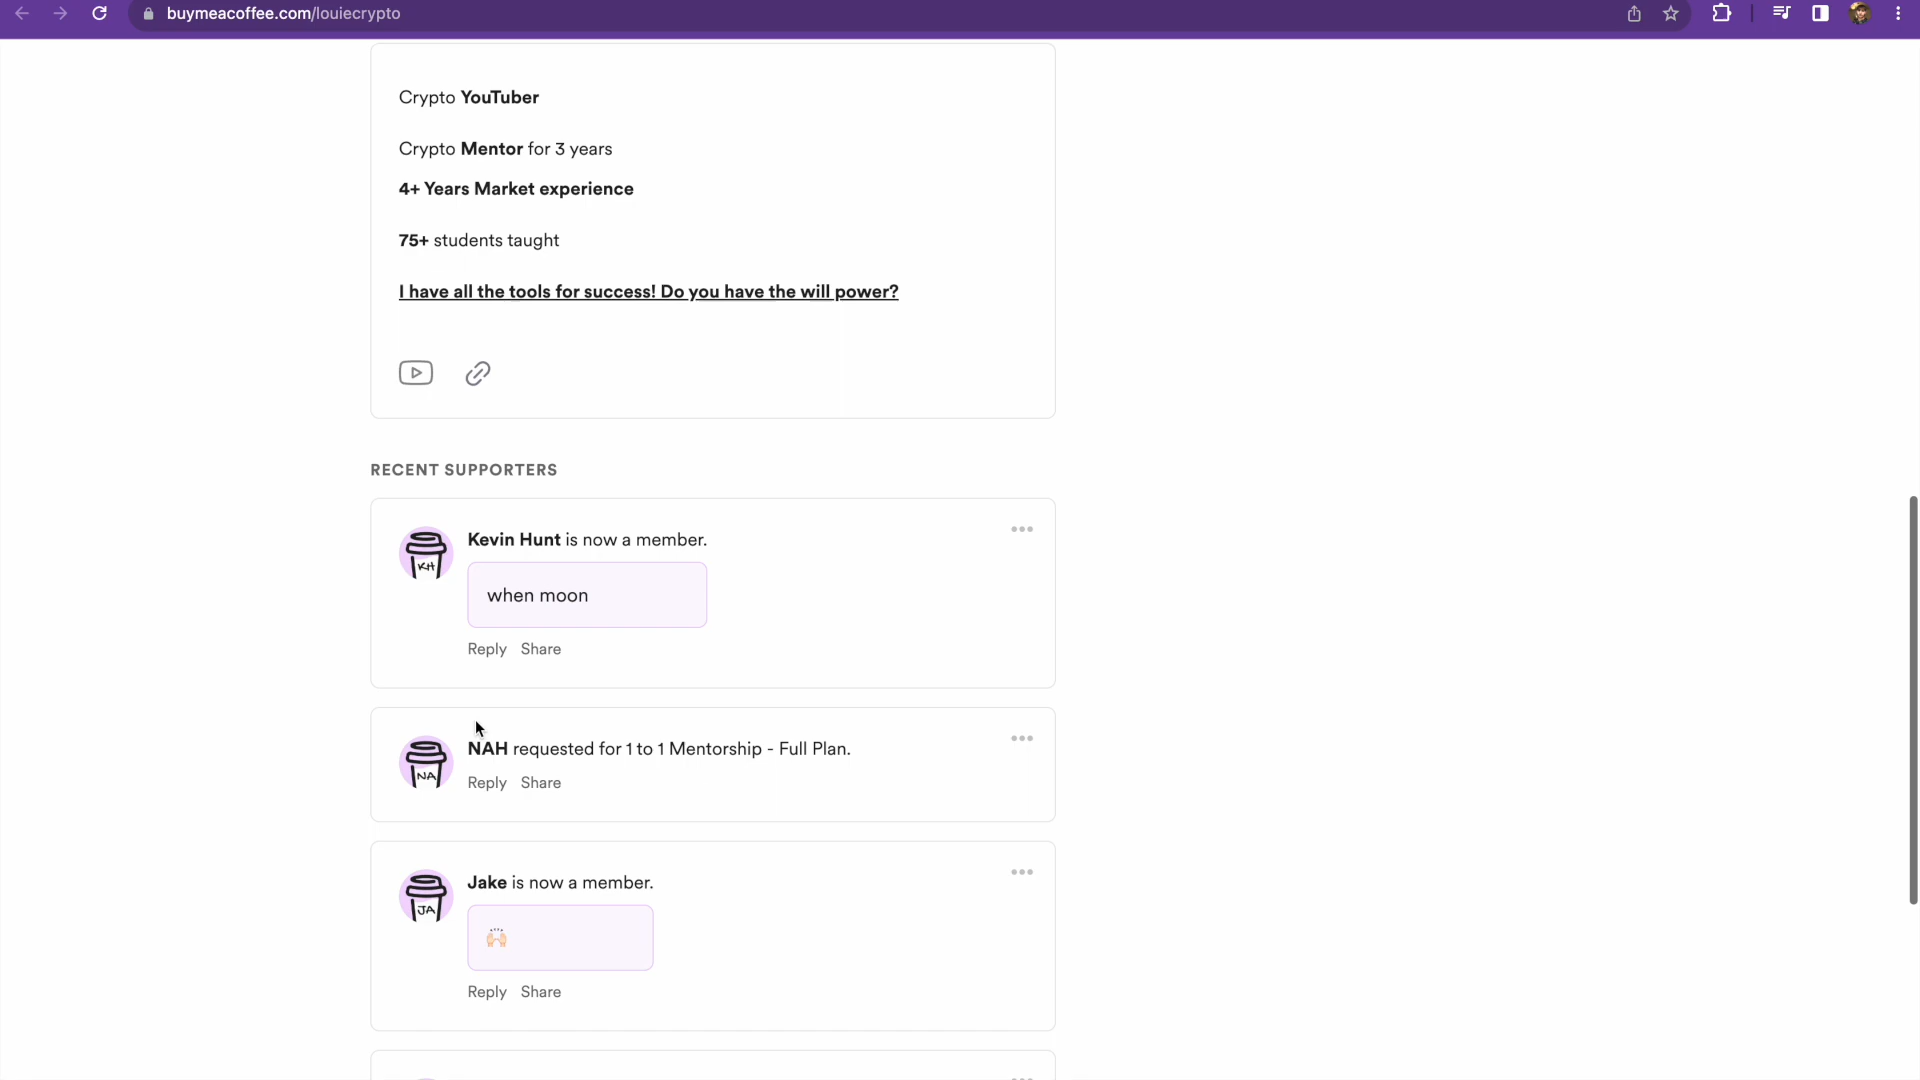 buymeacoffee.com/louiecrypto
Crypto YouTuber
Crypto Mentor for 3 years
4+ Years Market experience
75+ students taught
I have all the tools for success! Do you have the will power?
RECENT SUPPORTERS
KH
Kevin Hunt is now a member.
when moon
Reply Share
NA
NAH requested for 1 to 1 Mentorship - Full Plan.
Reply Share
JA
Jake is now a member.
🙌🏻
Reply Share